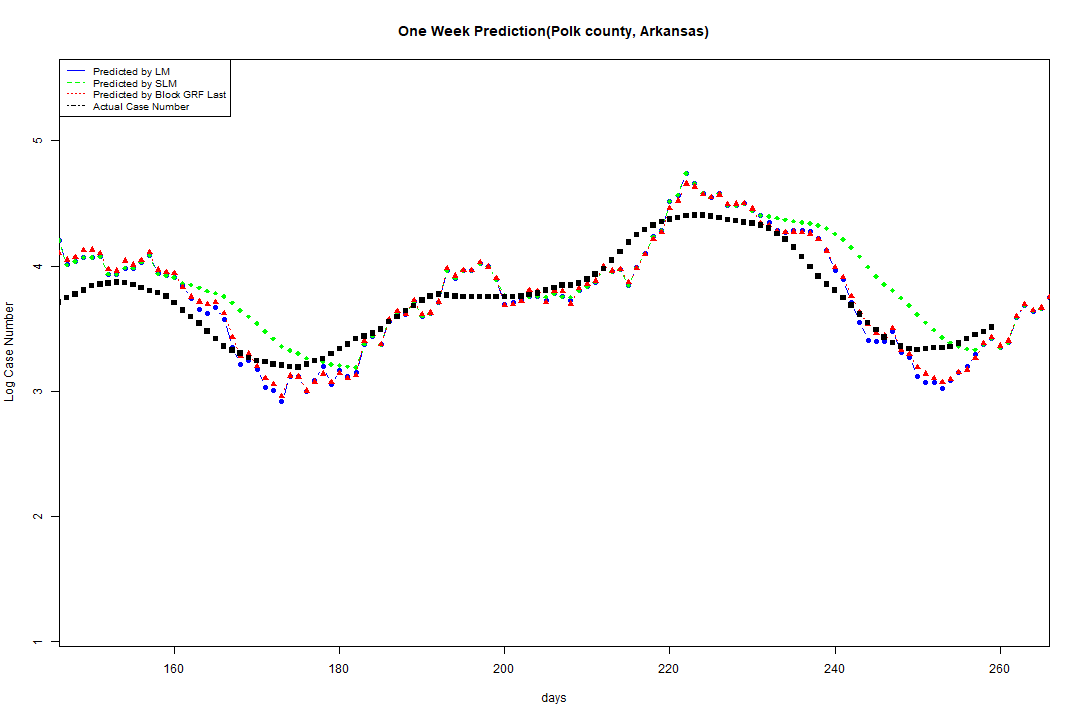 One Week Prediction(Polk county, Arkansas)
Predicted by LM
Predicted by SLM
Predicted by Block GRF Last
Actual Case Number
5
4
3
2
1
Log Case Number
160 180 200 220 240 260
days